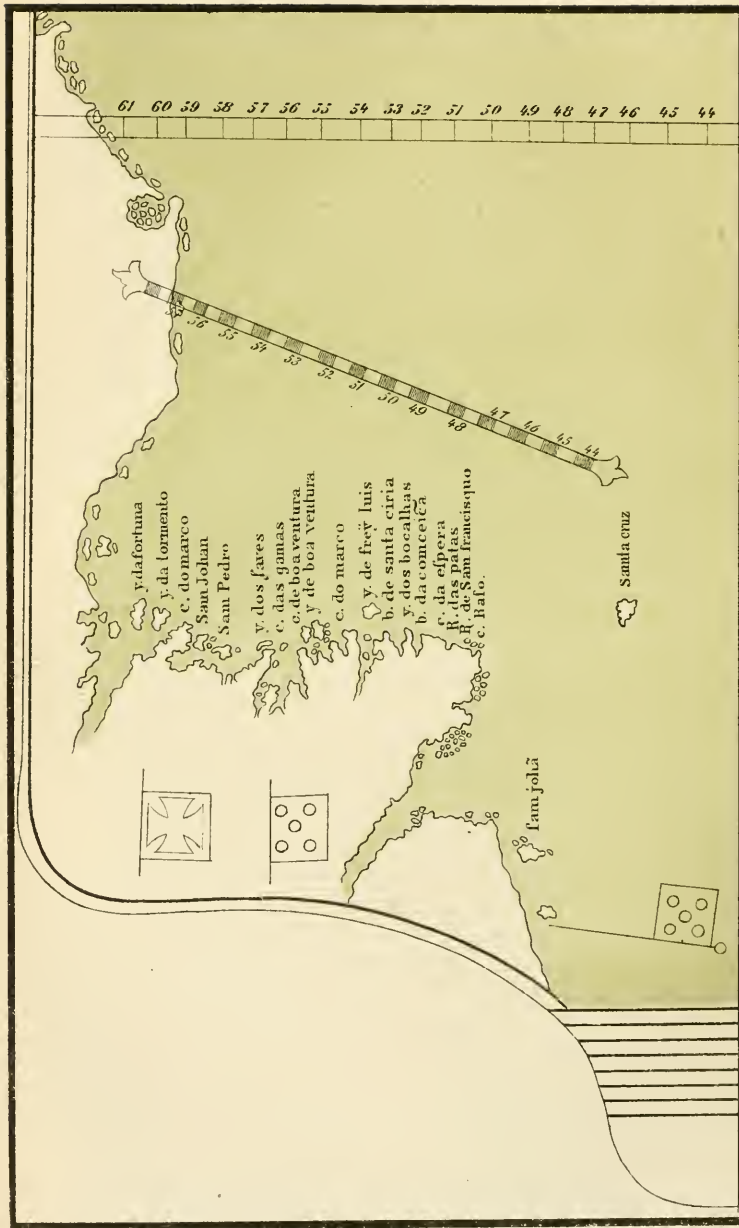 61 60 59 58 57 56 55 54 53 52 51 50 49 48 47 46 45 44
56
55
54
53
52
51
50
49
48
47
46
45
44
y. dafortuna
y. da tormento
c. do marco
Sam Johan
Sam Pedro
y. dos faves
c. das gamas
c. de boa ventura
y de boa ventura
c. do marco
y. de freÿ luis
b. de santa ciria
y. dos bocalhas
b. da comceicã
c. da espera
R. das patas
R. de Sam francisquo
c. Raso.
Santa cruz
sam johã